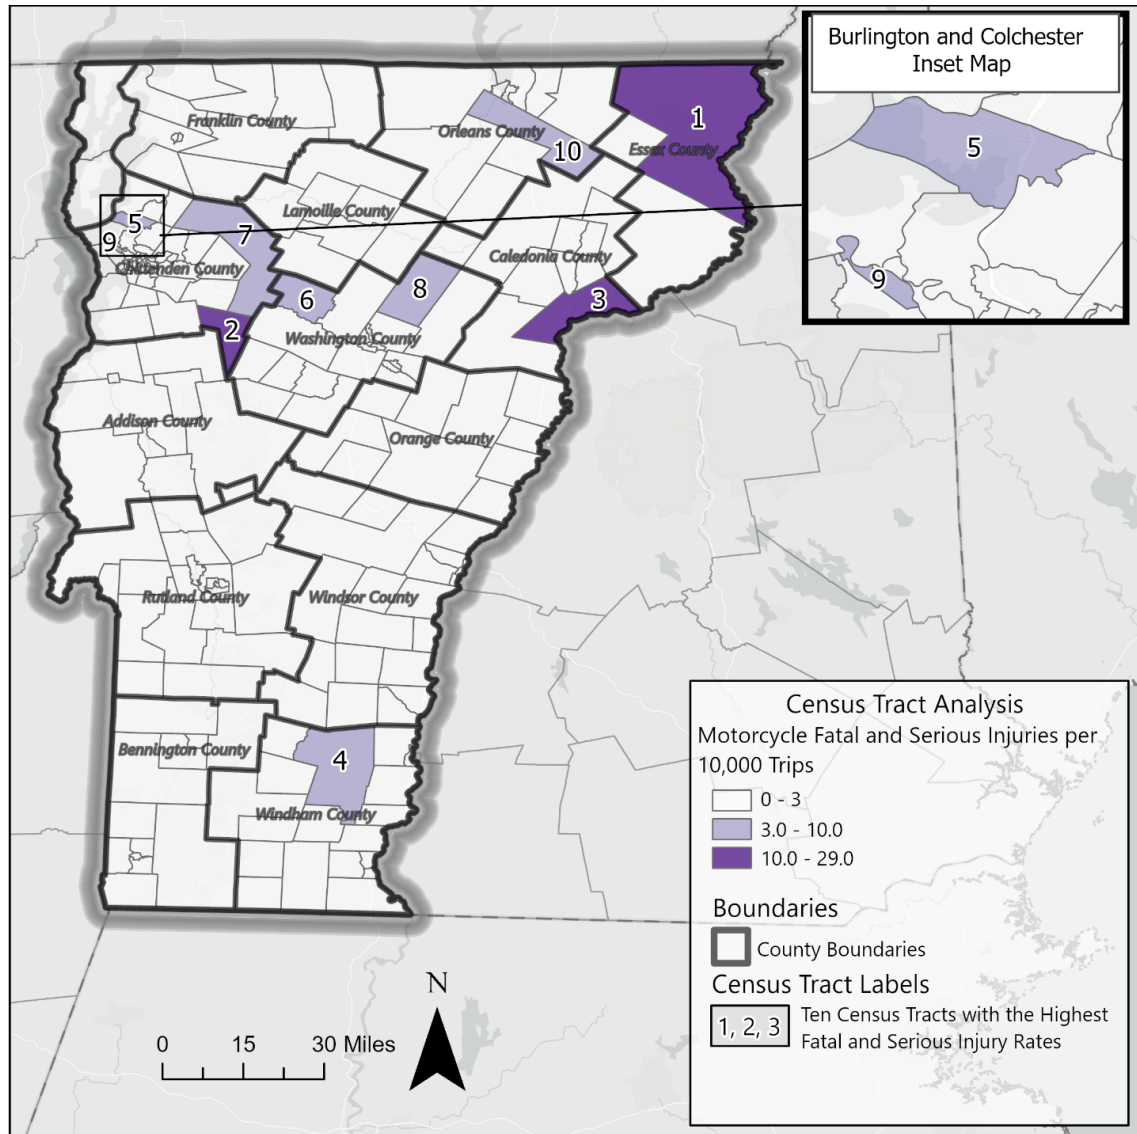 Burlington and Colchester
Inset Map
5
9
1
Franklin County
Orleans County
10
Essex County
Lamoille County
5
7
9
Caledonia County
Chittenden County
6
8
3
2
Washington County
Addison County
Orange County
Rutland County
Windsor County
Bennington County
4
Windham County
Census Tract Analysis
Motorcycle Fatal and Serious Injuries per
10,000 Trips
0 - 3
3.0 - 10.0
10.0 - 29.0
Boundaries
County Boundaries
Census Tract Labels
1, 2, 3
Ten Census Tracts with the Highest
Fatal and Serious Injury Rates
N
0 15 30 Miles